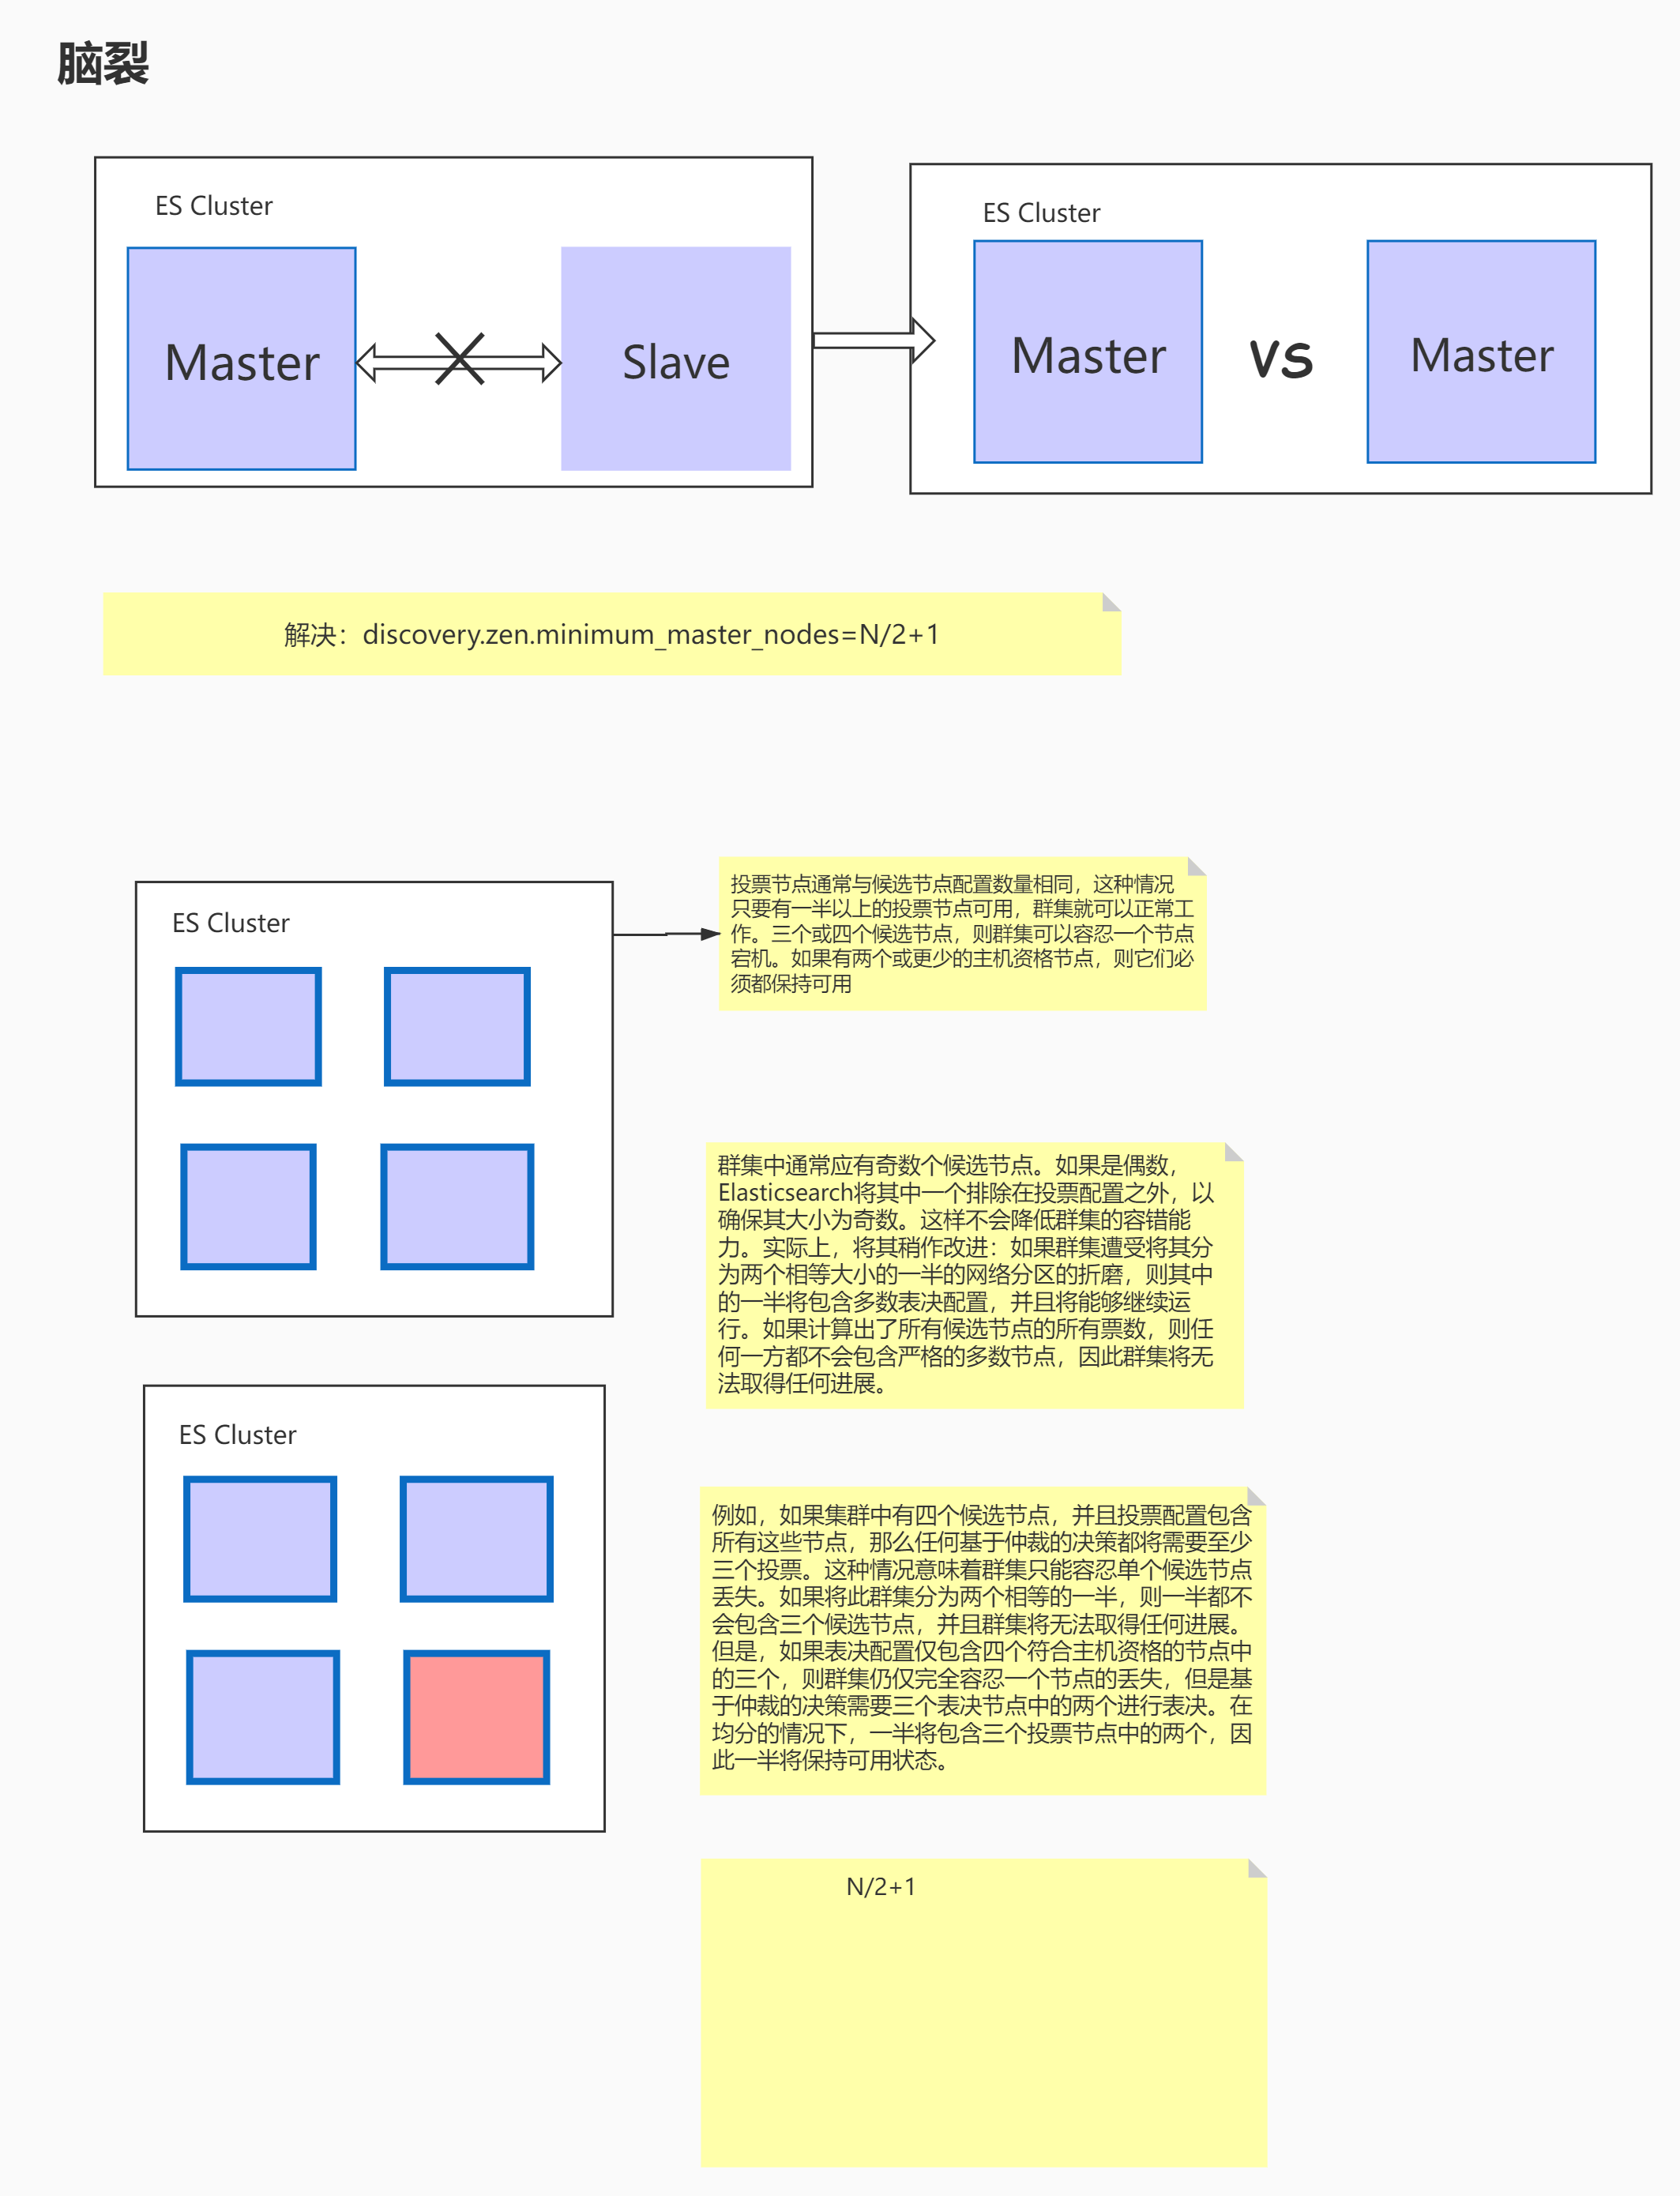 脑裂
ES Cluster
Master
Slave
ES Cluster
Master
VS
Master
解决：discovery.zen.minimum_master_nodes=N/2+1
ES Cluster
投票节点通常与候选节点配置数量相同，这种情况
只要有一半以上的投票节点可用，群集就可以正常工
作。三个或四个候选节点，则群集可以容忍一个节点
宕机。如果有两个或更少的主机资格节点，则它们必
须都保持可用
群集中通常应有奇数个候选节点。如果是偶数，
Elasticsearch将其中一个排除在投票配置之外，以
确保其大小为奇数。这样不会降低群集的容错能
力。实际上，将其稍作改进：如果群集遭受将其分
为两个相等大小的一半的网络分区的折磨，则其中
的一半将包含多数表决配置，并且将能够继续运
行。如果计算出了所有候选节点的所有票数，则任
何一方都不会包含严格的多数节点，因此群集将无
法取得任何进展。
ES Cluster
例如，如果集群中有四个候选节点，并且投票配置包含
所有这些节点，那么任何基于仲裁的决策都将需要至少
三个投票。这种情况意味着群集只能容忍单个候选节点
丢失。如果将此群集分为两个相等的一半，则一半都不
会包含三个候选节点，并且群集将无法取得任何进展。
但是，如果表决配置仅包含四个符合主机资格的节点中
的三个，则群集仍仅完全容忍一个节点的丢失，但是基
于仲裁的决策需要三个表决节点中的两个进行表决。在
均分的情况下，一半将包含三个投票节点中的两个，因
此一半将保持可用状态。
N/2+1